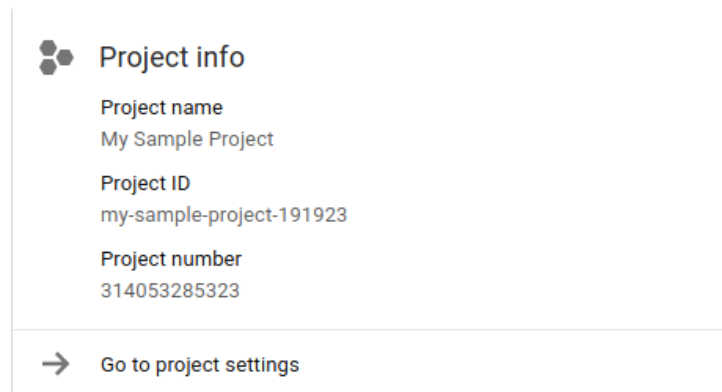 Project info
Project name
My Sample Project
Project ID
my-sample-project-191923
Project number
314053285323
Go to project settings